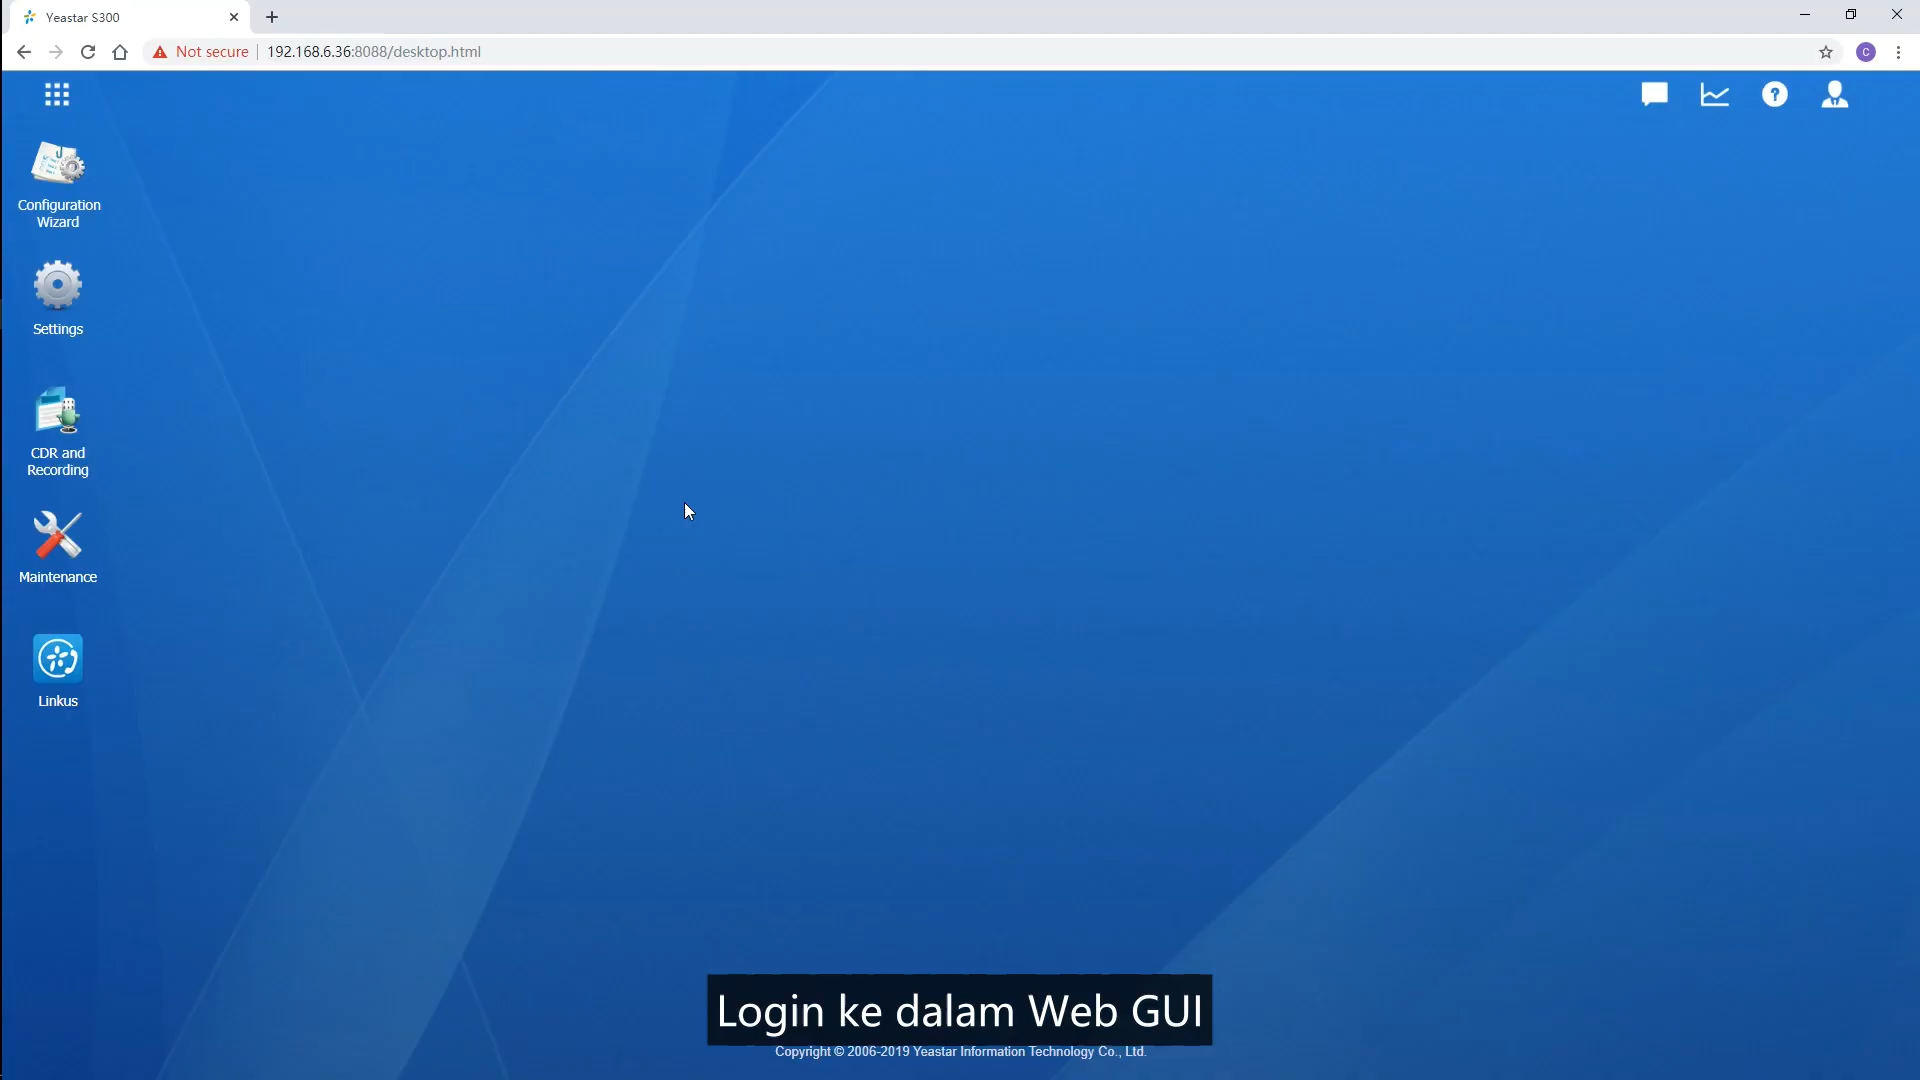 Yeastar S300
Not secure
192.168.6.36:8088/desktop.html
C
?
Configuration
Wizard
Settings
CDR and
Recording
Maintenance
Linkus
Login ke dalam Web GUI
Copyright © 2006-2019 Yeastar Information Technology Co., Ltd.